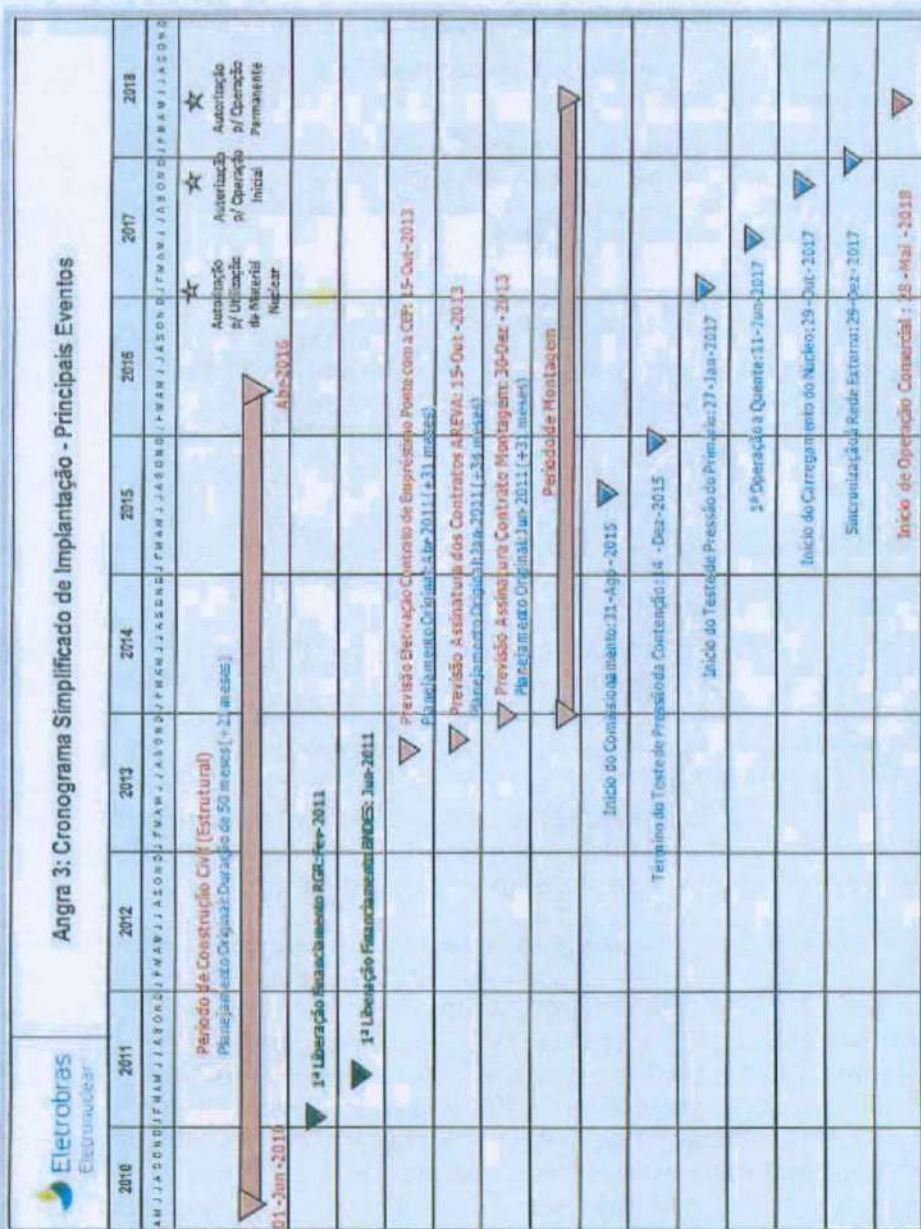 Eletrobras
Eletronuclear
Angra 3: Cronograma Simplificado de Implantação - Principais Eventos
2010 2011 2012 2013 2014 2015 2016 2017 2018
Autorização
p/ Utilização
de Material
Nuclear
Autorização
p/ Operação
Inicial
Autorização
p/ Operação
Permanente
Período de Construção Civil (Estrutural)
Planejamento Original: Duração de 50 meses
01-Jun-2010
Abr-2016
1ª Liberação Financiamento RGR: Fev-2011
1ª Liberação Financiamento BNDES: Jun-2011
Previsão Efetivação Contrato de Empréstimo Ponte com a CEF: 15-Out-2013
Planejamento Original: Abr-2011 (+31 meses)
Previsão Assinatura dos Contratos AREVA: 15-Out-2013
Planejamento Original: Jan-2011 (+34 meses)
Previsão Assinatura Contrato Montagem: 30-Dez-2013
Planejamento Original: Jun-2011 (+31 meses)
Período de Montagem
Início do Comissionamento: 31-Ago-2015
Término do Teste de Pressão da Contenção: -Dez-2015
Início do Teste de Pressão do Primário: 27-Jan-2017
1ª Operação a Quente: 11-Jun-2017
Início do Carregamento do Núcleo: 29-Out-2017
Sincronização à Rede Externa: 29-Dez-2017
Início de Operação Comercial: 28-Mai-2018